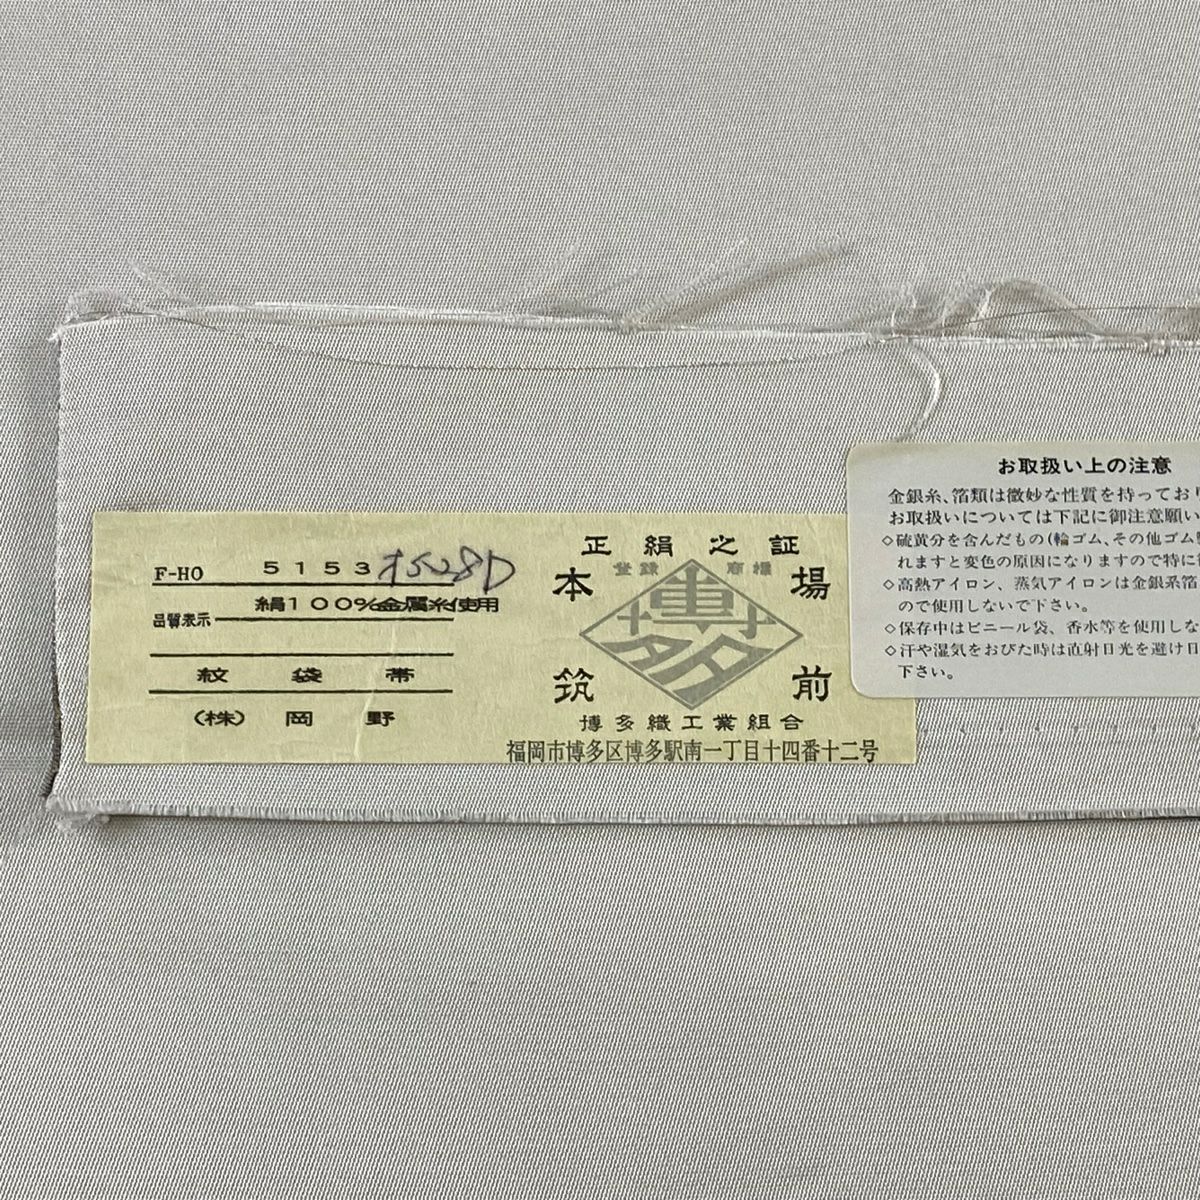 F-HO 5153 オ528D
絹100%金属糸使用
品質表示
紋袋帯
(株)岡野
正絹之証
登録商標
本場
博多
筑前
博多織工業組合
福岡市博多区博多駅南一丁目十四番十二号
お取扱い上の注意
金銀糸、箔類は微妙な性質を持っており
お取扱いについては下記に御注意願い
◇硫黄分を含んだもの(輪ゴム、その他ゴム
れますと変色の原因になりますので特に
◇高熱アイロン、蒸気アイロンは金銀糸箔
ので使用しないで下さい。
◇保存中はビニール袋、香水等を使用しな
◇汗や湿気をおびた時は直射日光を避け日
下さい。